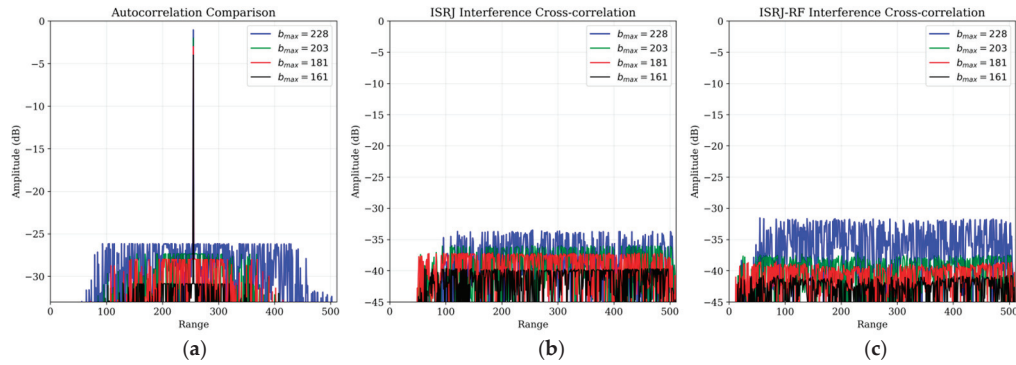 Autocorrelation Comparison
0
−5
−10
−15
−20
−25
−30
Amplitude (dB)
0
100
200
300
400
500
Range
b_max = 228
b_max = 203
b_max = 181
b_max = 161
(a)
ISRJ Interference Cross-correlation
0
−5
−10
−15
−20
−25
−30
−35
−40
−45
Amplitude (dB)
0
100
200
300
400
500
Range
b_max = 228
b_max = 203
b_max = 181
b_max = 161
(b)
ISRJ-RF Interference Cross-correlation
0
−5
−10
−15
−20
−25
−30
−35
−40
−45
Amplitude (dB)
0
100
200
300
400
500
Range
b_max = 228
b_max = 203
b_max = 181
b_max = 161
(c)